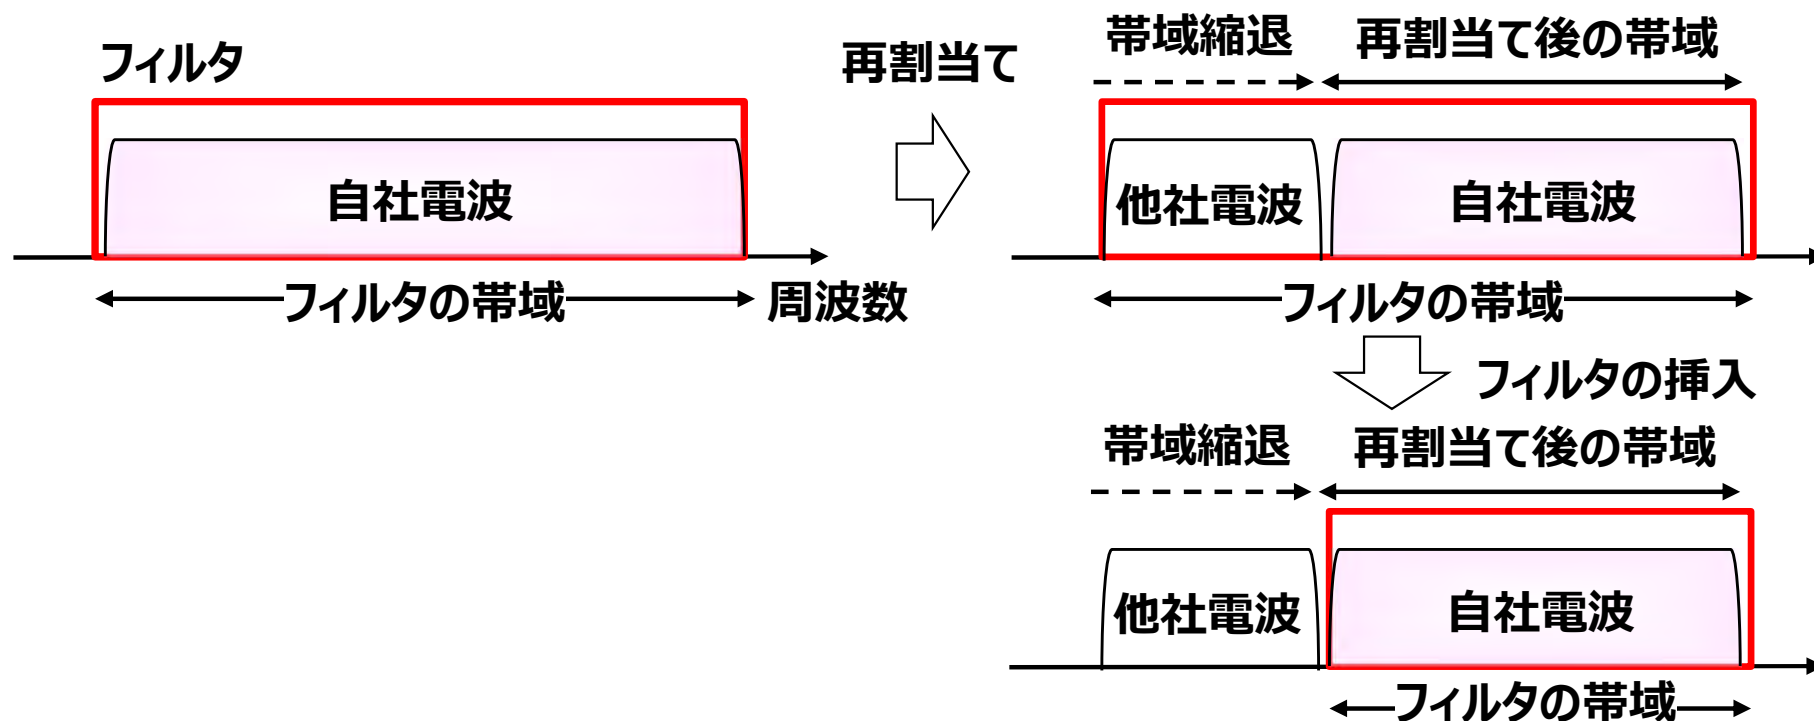 フィルタ
自社電波
フィルタの帯域
周波数
再割当て
帯域縮退
再割当て後の帯域
他社電波
自社電波
フィルタの帯域
フィルタの挿入
帯域縮退
再割当て後の帯域
他社電波
自社電波
フィルタの帯域